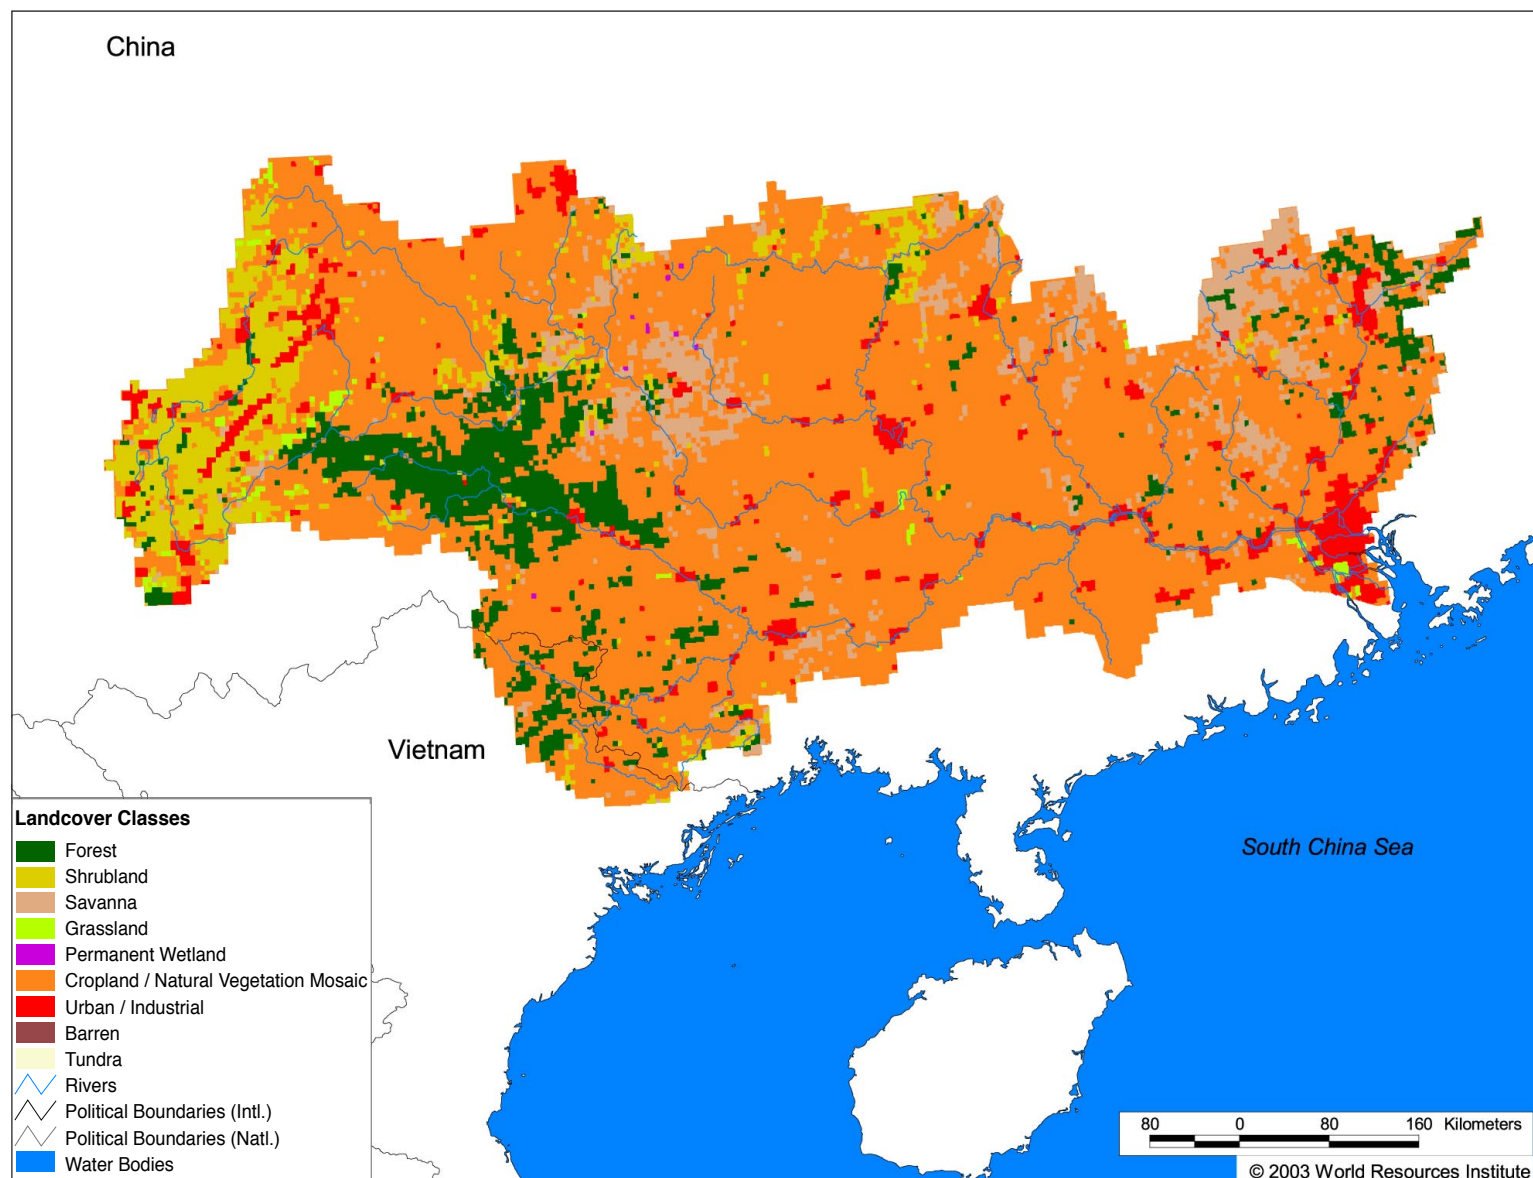 China
Vietnam
South China Sea
Landcover Classes
Forest
Shrubland
Savanna
Grassland
Permanent Wetland
Cropland / Natural Vegetation Mosaic
Urban / Industrial
Barren
Tundra
Rivers
Political Boundaries (Intl.)
Political Boundaries (Natl.)
Water Bodies
80 0 80 160 Kilometers
© 2003 World Resources Institute